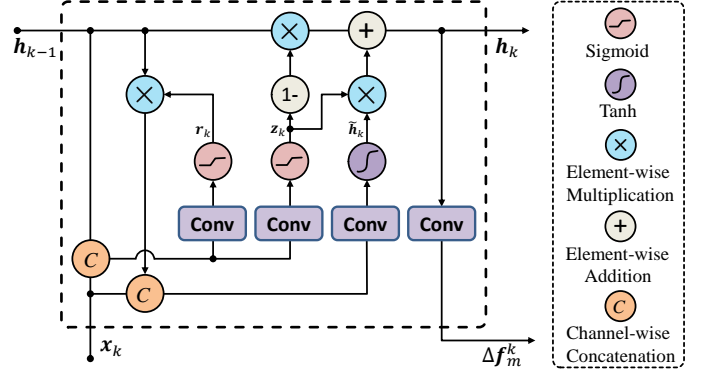 h_{k-1}
h_k
1-
r_k
z_k
h̃_k
Conv
Conv
Conv
Conv
C
C
x_k
Δf_m^k
Sigmoid
Tanh
Element-wise
Multiplication
Element-wise
Addition
C
Channel-wise
Concatenation